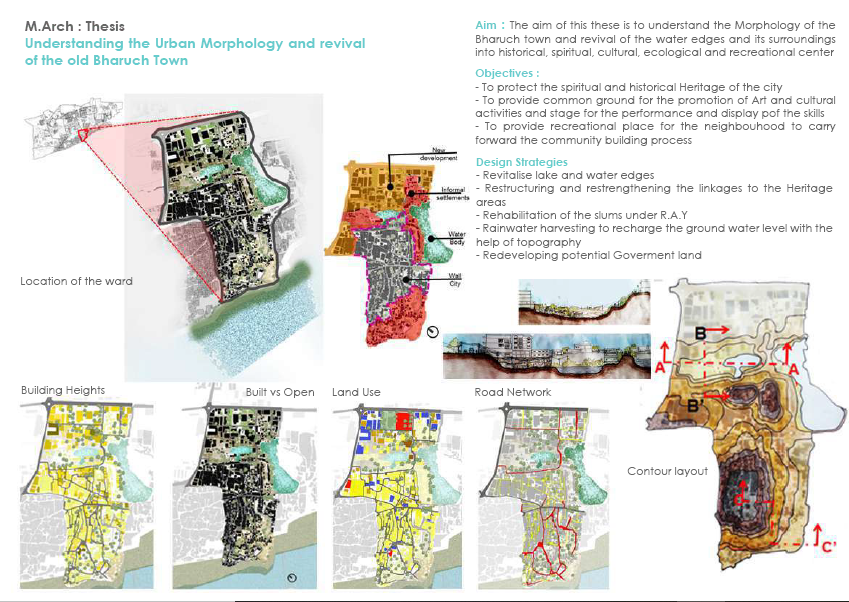 M.Arch : Thesis
Understanding the Urban Morphology and revival
of the old Bharuch Town
Aim : The aim of this these is to understand the Morphology of the
Bharuch town and revival of the water edges and its surroundings
into historical, spiritual, cultural, ecological and recreational center
Objectives :
- To protect the spiritual and historical Heritage of the city
- To provide common ground for the promotion of Art and cultural
activities and stage for the performance and display pof the skills
- To provide recreational place for the neighbouhood to carry
forward the community building process
Design Strategies
- Revitalise lake and water edges
- Restructuring and restrengthening the linkages to the Heritage
areas
- Rehabilitation of the slums under R.A.Y
- Rainwater harvesting to recharge the ground water level with the
help of topography
- Redeveloping potential Goverment land
New
development
Informal
settlements
Water
Body
Wall
City
Location of the ward
B
A
A
B'
C'
Contour layout
Building Heights
Built vs Open
Land Use
Road Network